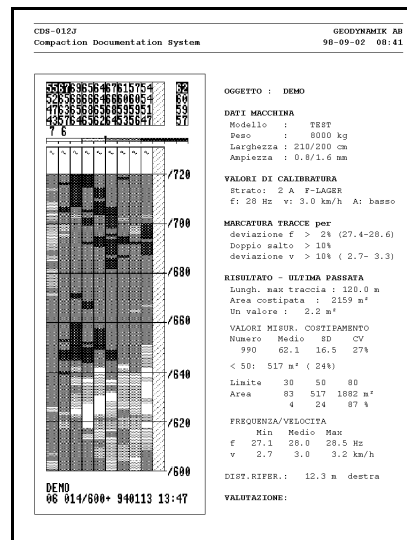 CDS-012J GEODYNAMIK AB
Compaction Documentation System 98-09-02 08:41
OGGETTO : DEMO
DATI MACCHINA
Modello : TEST
Peso : 8000 kg
Larghezza : 210/200 cm
Ampiezza : 0.8/1.6 mm
VALORI DI CALIBRATURA
Strato: 2 A F-LAGER
f: 28 Hz v: 3.0 km/h A: basso
MARCATURA TRACCE per
deviazione f > 2% (27.4-28.6)
Doppio salto > 10%
deviazione v > 10% ( 2.7- 3.3)
RISULTATO - ULTIMA PASSATA
Lungh. max traccia : 120.0 m
Area costipata : 2159 m²
Un valore : 2.2 m²
VALORI MISUR. COSTIPAMENTO
Numero Medio SD CV
990 62.1 16.5 27%
< 50: 517 m² ( 24%)
Limite 30 50 80
Area 83 517 1882 m²
4 24 87 %
FREQUENZA/VELOCITA
Min Medio Max
f 27.1 28.0 28.5 Hz
v 2.7 3.0 3.2 km/h
DIST.RIFER.: 12.3 m destra
VALUTAZIONE:
62
60
59
57
7 6
/720
/700
/680
/660
/640
/620
/600
DEMO
06 014/600+ 940113 13:47